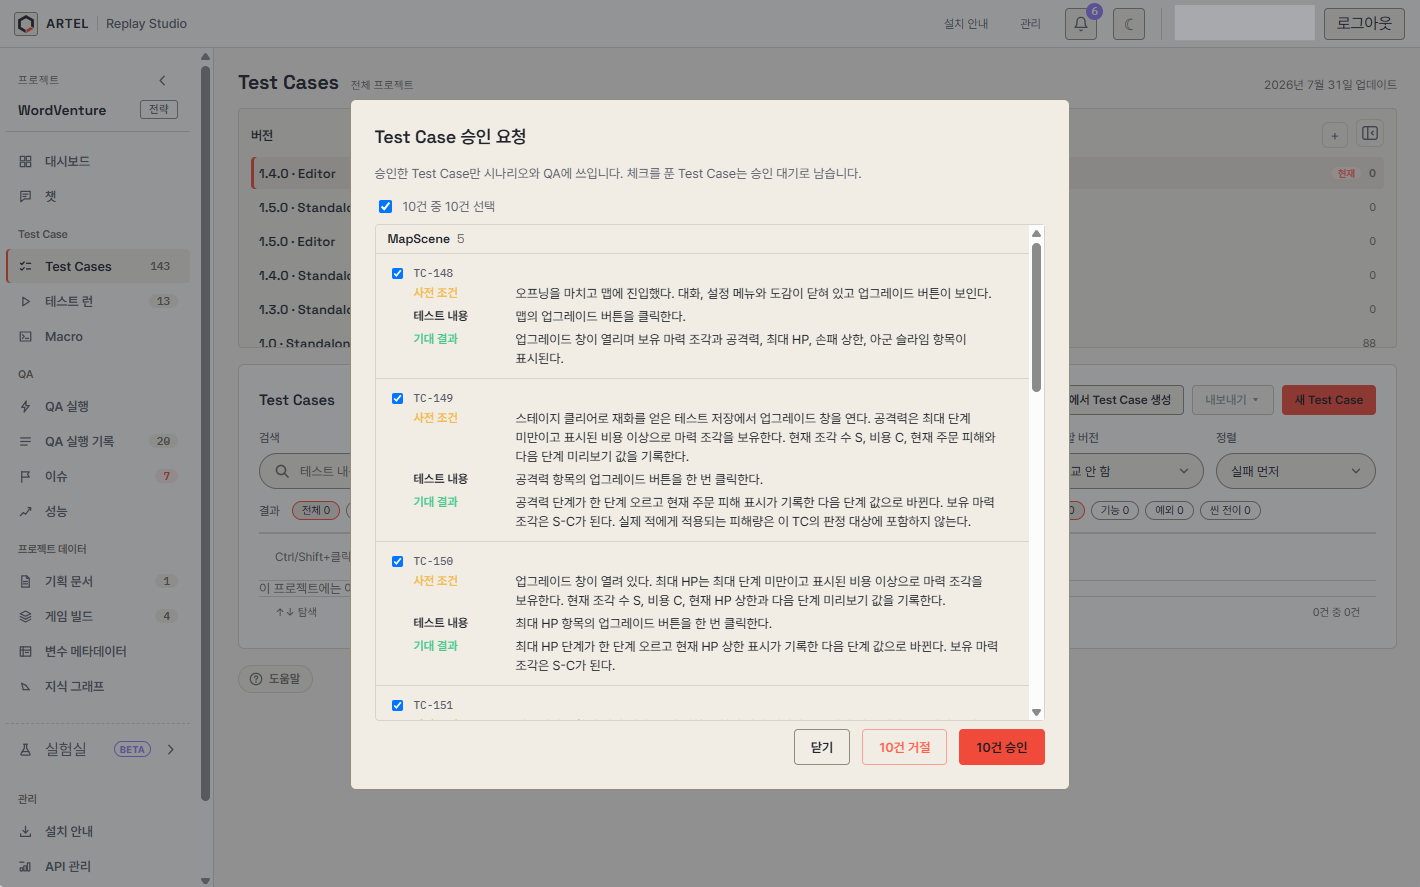 ARTEL
Replay Studio
설치 안내
관리
6
로그아웃
프로젝트
WordVenture
전략
대시보드
챗
Test Case
Test Cases
143
테스트 런
13
Macro
QA
QA 실행
QA 실행 기록
20
이슈
7
성능
프로젝트 데이터
기획 문서
1
게임 빌드
4
변수 메타데이터
지식 그래프
실험실
BETA
관리
설치 안내
API 관리
Test Cases
전체 프로젝트
2026년 7월 31일 업데이트
버전
+
1.4.0 · Editor
현재
0
1.5.0 · Standalo
0
1.5.0 · Editor
0
1.4.0 · Standalo
0
1.3.0 · Standalo
0
1.0 · Standalon
88
Test Cases
에서 Test Case 생성
내보내기
새 Test Case
검색
테스트 내
버전
교 안 함
정렬
실패 먼저
결과
전체 0
0
기능 0
예외 0
씬 전이 0
Ctrl/Shift+클릭
이 프로젝트에는
↑↓ 탐색
0건 중 0건
도움말
Test Case 승인 요청
승인한 Test Case만 시나리오와 QA에 쓰입니다. 체크를 푼 Test Case는 승인 대기로 남습니다.
10건 중 10건 선택
MapScene 5
TC-148
사전 조건
오프닝을 마치고 맵에 진입했다. 대화, 설정 메뉴와 도감이 닫혀 있고 업그레이드 버튼이 보인다.
테스트 내용
맵의 업그레이드 버튼을 클릭한다.
기대 결과
업그레이드 창이 열리며 보유 마력 조각과 공격력, 최대 HP, 손패 상한, 아군 슬라임 항목이
표시된다.
TC-149
사전 조건
스테이지 클리어로 재화를 얻은 테스트 저장에서 업그레이드 창을 연다. 공격력은 최대 단계
미만이고 표시된 비용 이상으로 마력 조각을 보유한다. 현재 조각 수 S, 비용 C, 현재 주문 피해와
다음 단계 미리보기 값을 기록한다.
테스트 내용
공격력 항목의 업그레이드 버튼을 한 번 클릭한다.
기대 결과
공격력 단계가 한 단계 오르고 현재 주문 피해 표시가 기록한 다음 단계 값으로 바뀐다. 보유 마력
조각은 S-C가 된다. 실제 적에게 적용되는 피해량은 이 TC의 판정 대상에 포함하지 않는다.
TC-150
사전 조건
업그레이드 창이 열려 있다. 최대 HP는 최대 단계 미만이고 표시된 비용 이상으로 마력 조각을
보유한다. 현재 조각 수 S, 비용 C, 현재 HP 상한과 다음 단계 미리보기 값을 기록한다.
테스트 내용
최대 HP 항목의 업그레이드 버튼을 한 번 클릭한다.
기대 결과
최대 HP 단계가 한 단계 오르고 현재 HP 상한 표시가 기록한 다음 단계 값으로 바뀐다. 보유 마력
조각은 S-C가 된다.
TC-151
닫기
10건 거절
10건 승인